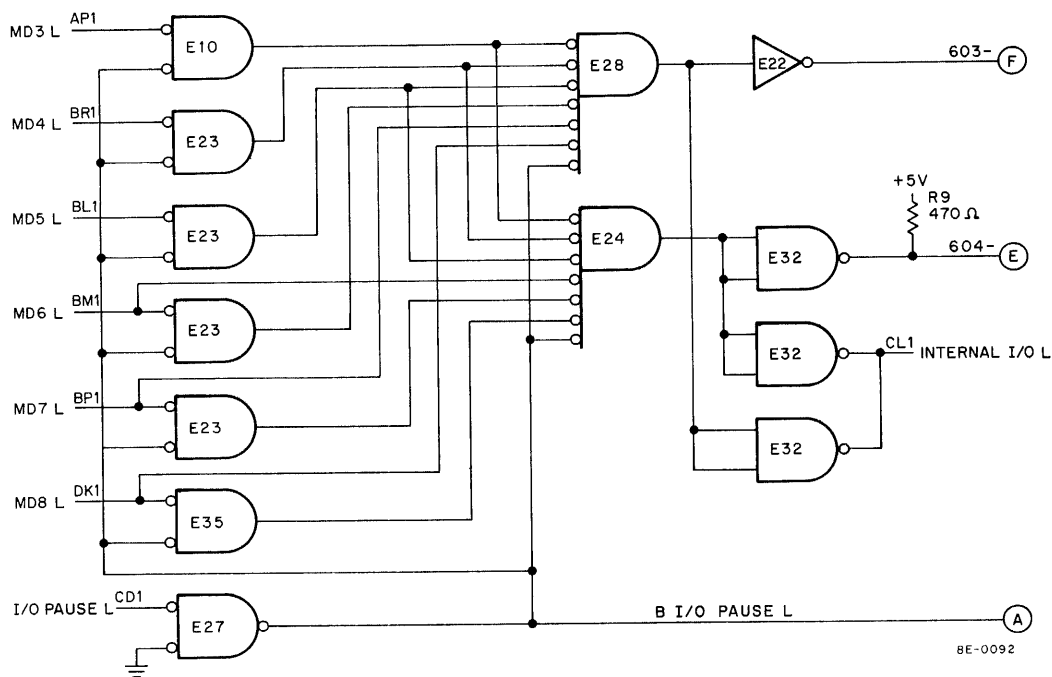 MD3 L AP1
E10
MD4 L BR1
E23
MD5 L BL1
E23
MD6 L BM1
E23
MD7 L BP1
E23
MD8 L DK1
E35
I/O PAUSE L CD1
E27
E28
E24
E22
603- F
+5V
R9
470 Ω
E32
604- E
E32
CL1 INTERNAL I/O L
E32
B I/O PAUSE L A
8E-0092